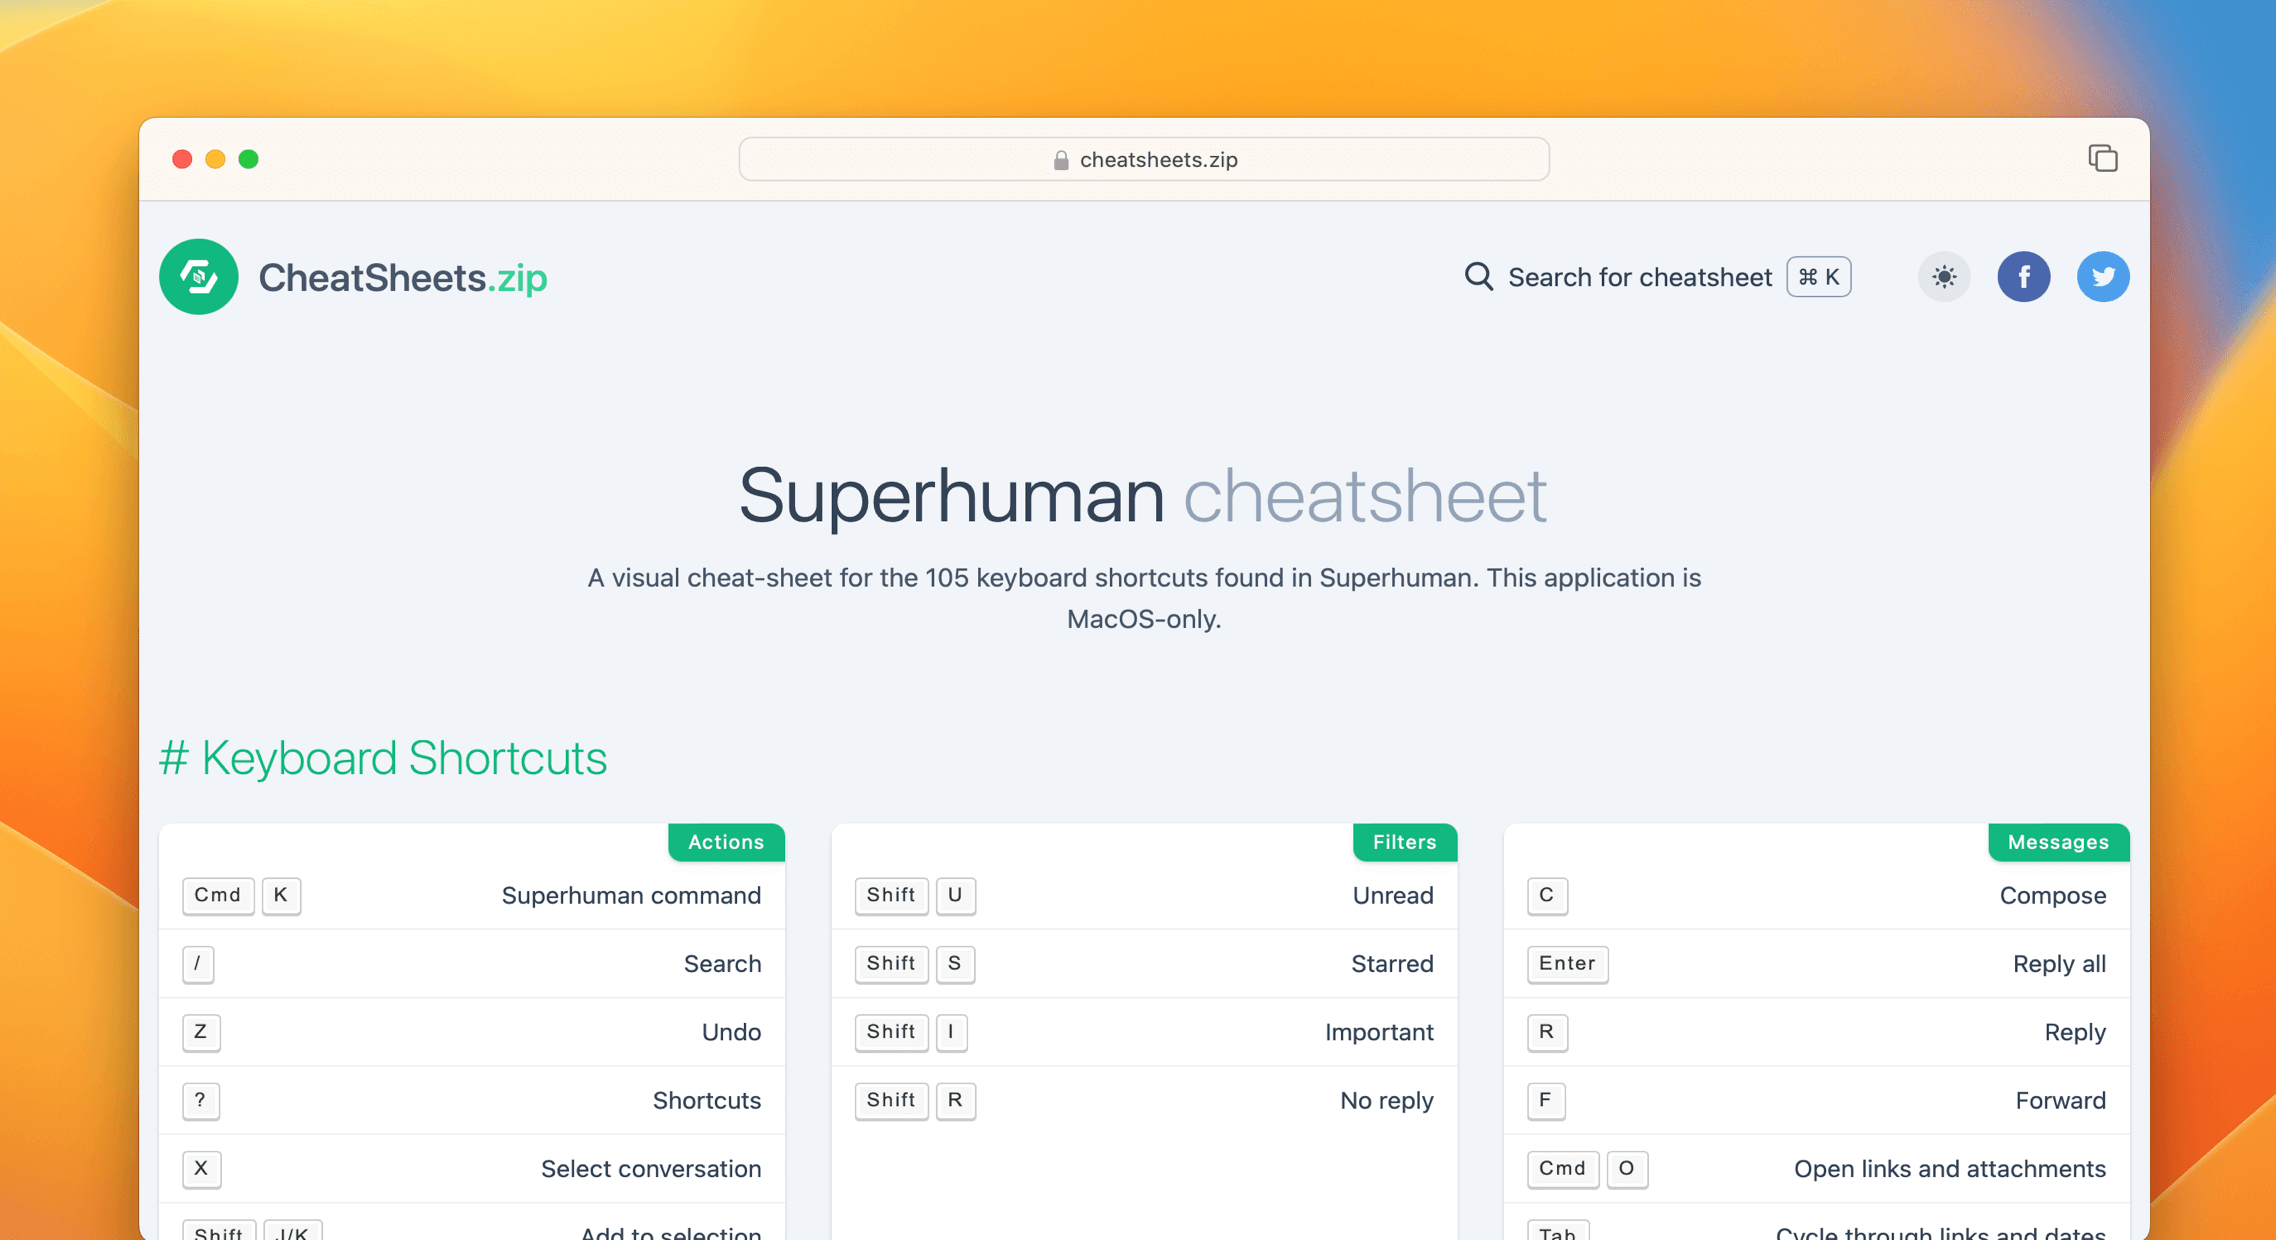 cheatsheets.zip
CheatSheets.zip
Search for cheatsheet ⌘ K
f
Superhuman cheatsheet
A visual cheat-sheet for the 105 keyboard shortcuts found in Superhuman. This application is
MacOS-only.
# Keyboard Shortcuts
Actions
Cmd K Superhuman command
/ Search
Z Undo
? Shortcuts
X Select conversation
Shift J/K Add to selection
Filters
Shift U Unread
Shift S Starred
Shift I Important
Shift R No reply
Messages
C Compose
Enter Reply all
R Reply
F Forward
Cmd O Open links and attachments
Tab Cycle through links and dates